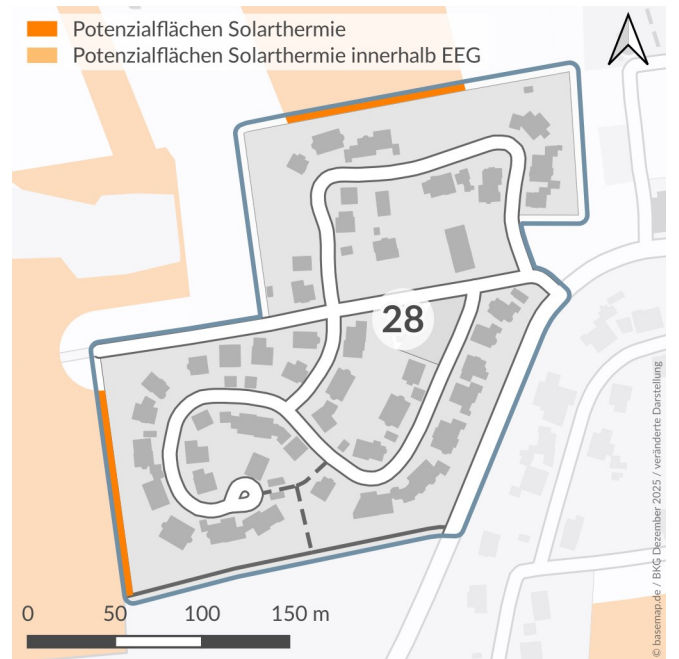 Potenzialflächen Solarthermie
Potenzialflächen Solarthermie innerhalb EEG
28
0 50 100 150 m
© basemap.de / BKG Dezember 2025 / veränderte Darstellung